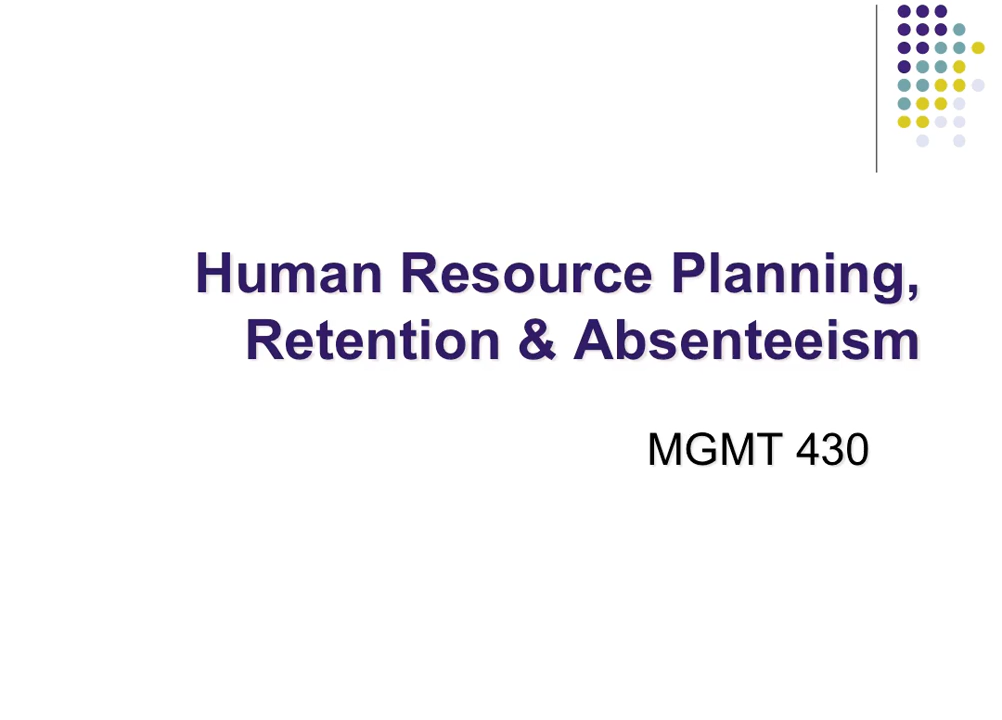 Human Resource Planning,
Retention & Absenteeism
MGMT 430